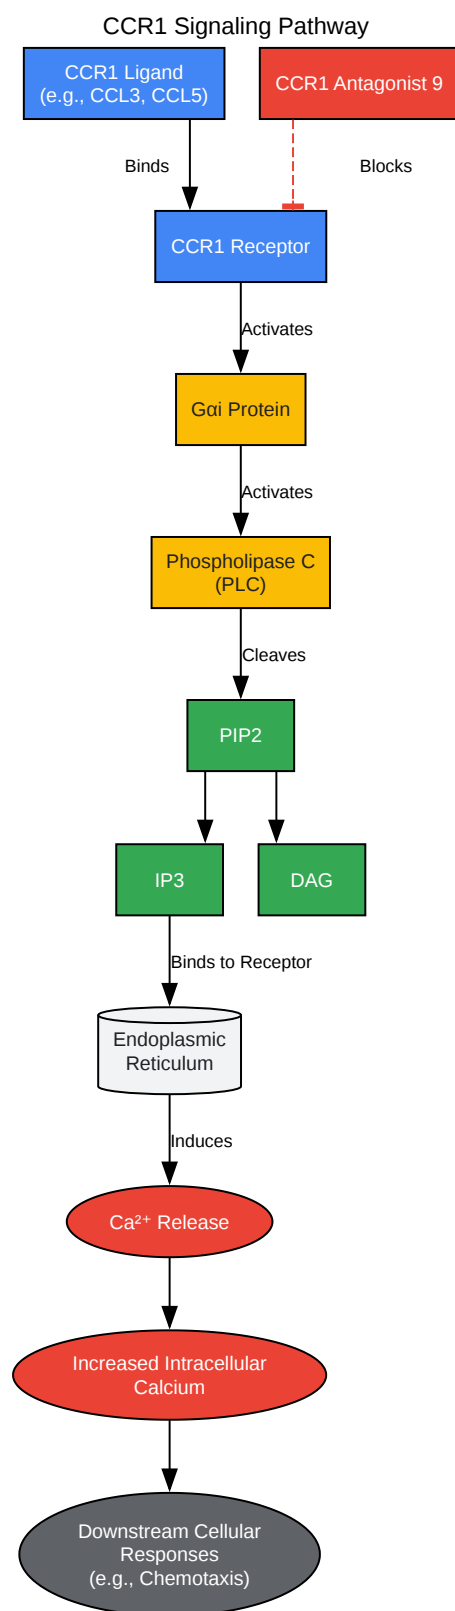 CCR1 Signaling Pathway
CCR1 Ligand
(e.g., CCL3, CCL5)
CCR1 Antagonist 9
Binds
Blocks
CCR1 Receptor
Activates
Gαi Protein
Activates
Phospholipase C
(PLC)
Cleaves
PIP2
IP3
DAG
Binds to Receptor
Endoplasmic
Reticulum
Induces
Ca²⁺ Release
Increased Intracellular
Calcium
Downstream Cellular
Responses
(e.g., Chemotaxis)